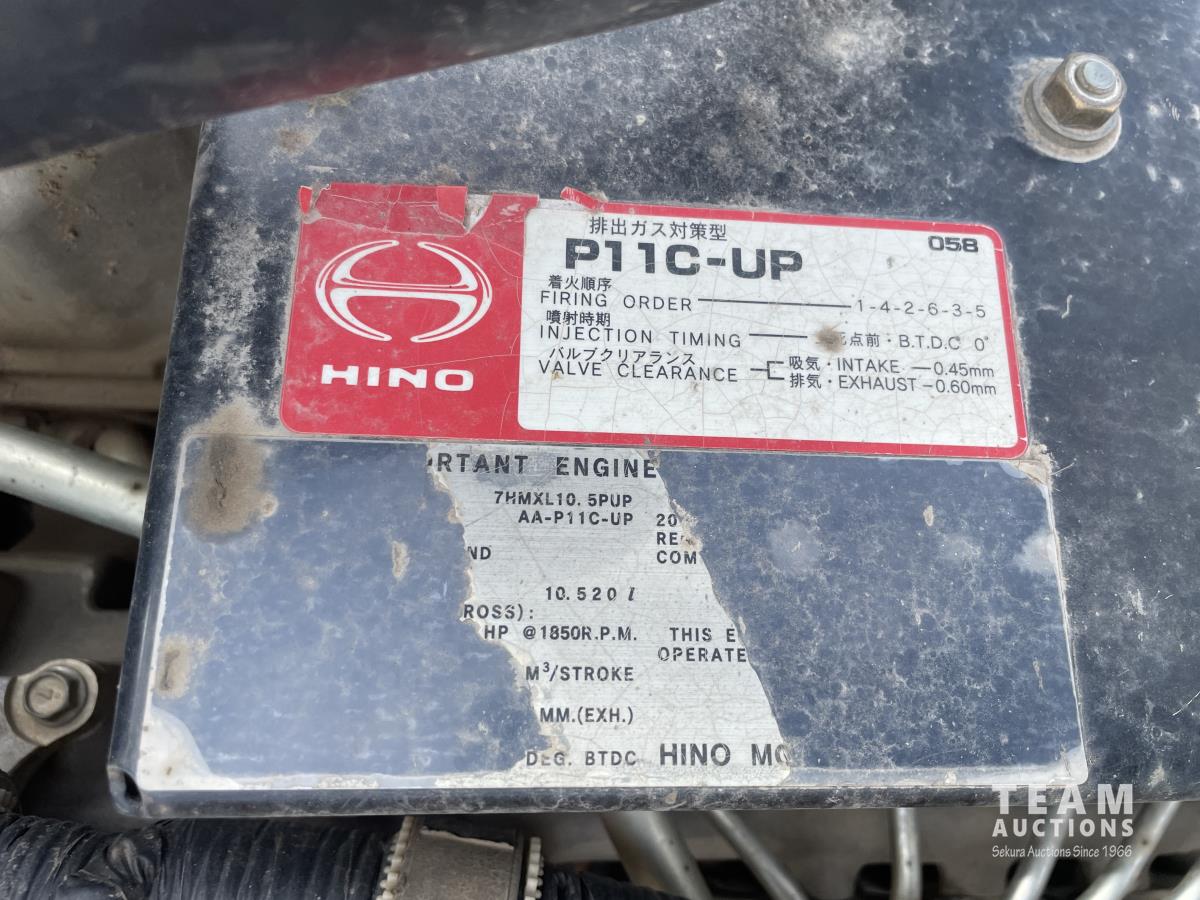 排出ガス対策型
P11C-UP
058
HINO
着火順序
FIRING ORDER 1-4-2-6-3-5
噴射時期
INJECTION TIMING 点前・B.T.D.C 0°
バルブクリアランス
VALVE CLEARANCE
吸気・INTAKE 0.45mm
排気・EXHAUST 0.60mm
RTANT ENGINE
7HMXL10.5PUP
AA-P11C-UP 20
RE
ND COM
10.520 l
ROSS):
HP @1850R.P.M. THIS E
OPERATE
M³/STROKE
MM.(EXH.)
DEG. BTDC HINO MO
TEAM
AUCTIONS
Sekura Auctions Since 1966